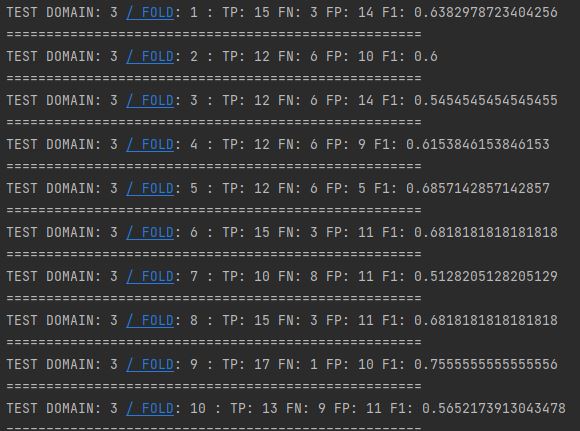 TEST DOMAIN: 3 / FOLD: 1 : TP: 15 FN: 3 FP: 14 F1: 0.6382978723404256
====================================================
TEST DOMAIN: 3 / FOLD: 2 : TP: 12 FN: 6 FP: 10 F1: 0.6
====================================================
TEST DOMAIN: 3 / FOLD: 3 : TP: 12 FN: 6 FP: 14 F1: 0.5454545454545455
====================================================
TEST DOMAIN: 3 / FOLD: 4 : TP: 12 FN: 6 FP: 9 F1: 0.6153846153846153
====================================================
TEST DOMAIN: 3 / FOLD: 5 : TP: 12 FN: 6 FP: 5 F1: 0.6857142857142857
====================================================
TEST DOMAIN: 3 / FOLD: 6 : TP: 15 FN: 3 FP: 11 F1: 0.6818181818181818
====================================================
TEST DOMAIN: 3 / FOLD: 7 : TP: 10 FN: 8 FP: 11 F1: 0.5128205128205129
====================================================
TEST DOMAIN: 3 / FOLD: 8 : TP: 15 FN: 3 FP: 11 F1: 0.6818181818181818
====================================================
TEST DOMAIN: 3 / FOLD: 9 : TP: 17 FN: 1 FP: 10 F1: 0.7555555555555556
====================================================
TEST DOMAIN: 3 / FOLD: 10 : TP: 13 FN: 9 FP: 11 F1: 0.5652173913043478
====================================================